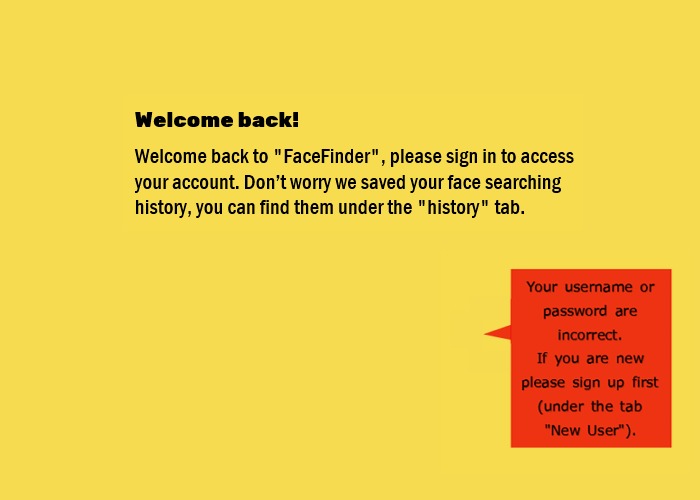 Welcome back!
Welcome back to "FaceFinder", please sign in to access
your account. Don’t worry we saved your face searching
history, you can find them under the "history" tab.
Your username or
password are
incorrect.
If you are new
please sign up first
(under the tab
"New User").